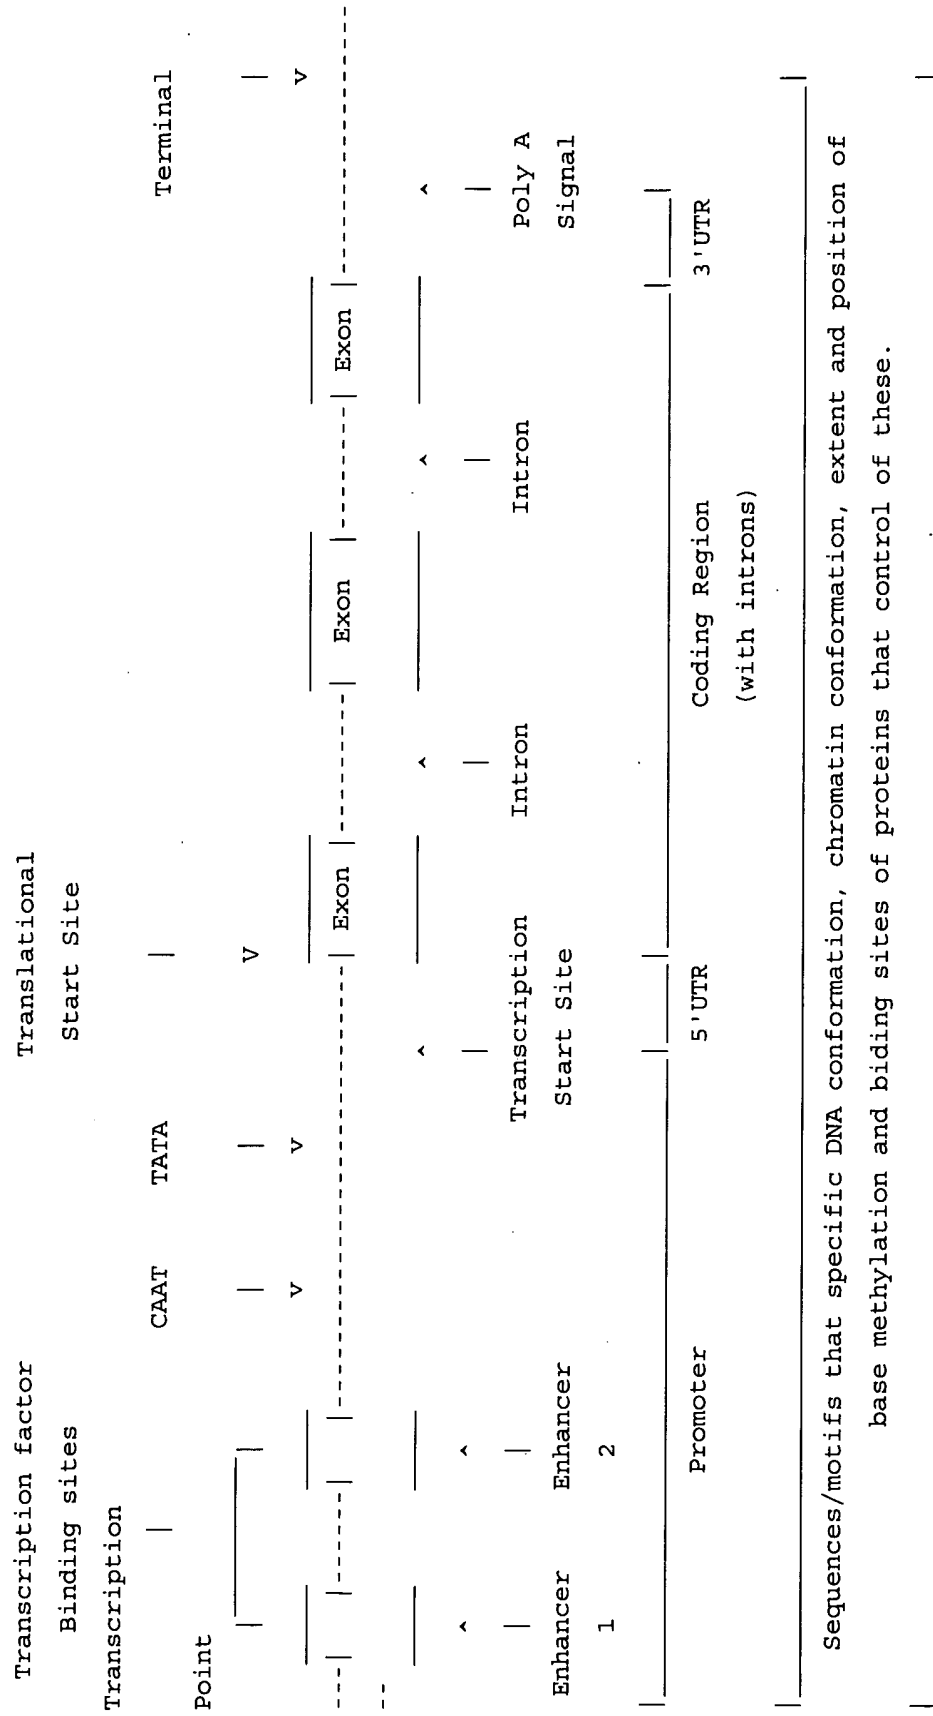 Transcription factor
Binding sites
Transcription
Point
Translational
Start Site
CAAT
TATA
Terminal
Exon
Exon
Exon
Enhancer
1
Enhancer
2
Transcription
Start Site
Intron
Intron
Poly A
Signal
Promoter
5'UTR
Coding Region
(with introns)
3'UTR
Sequences/motifs that specific DNA conformation, chromatin conformation, extent and position of
base methylation and biding sites of proteins that control of these.